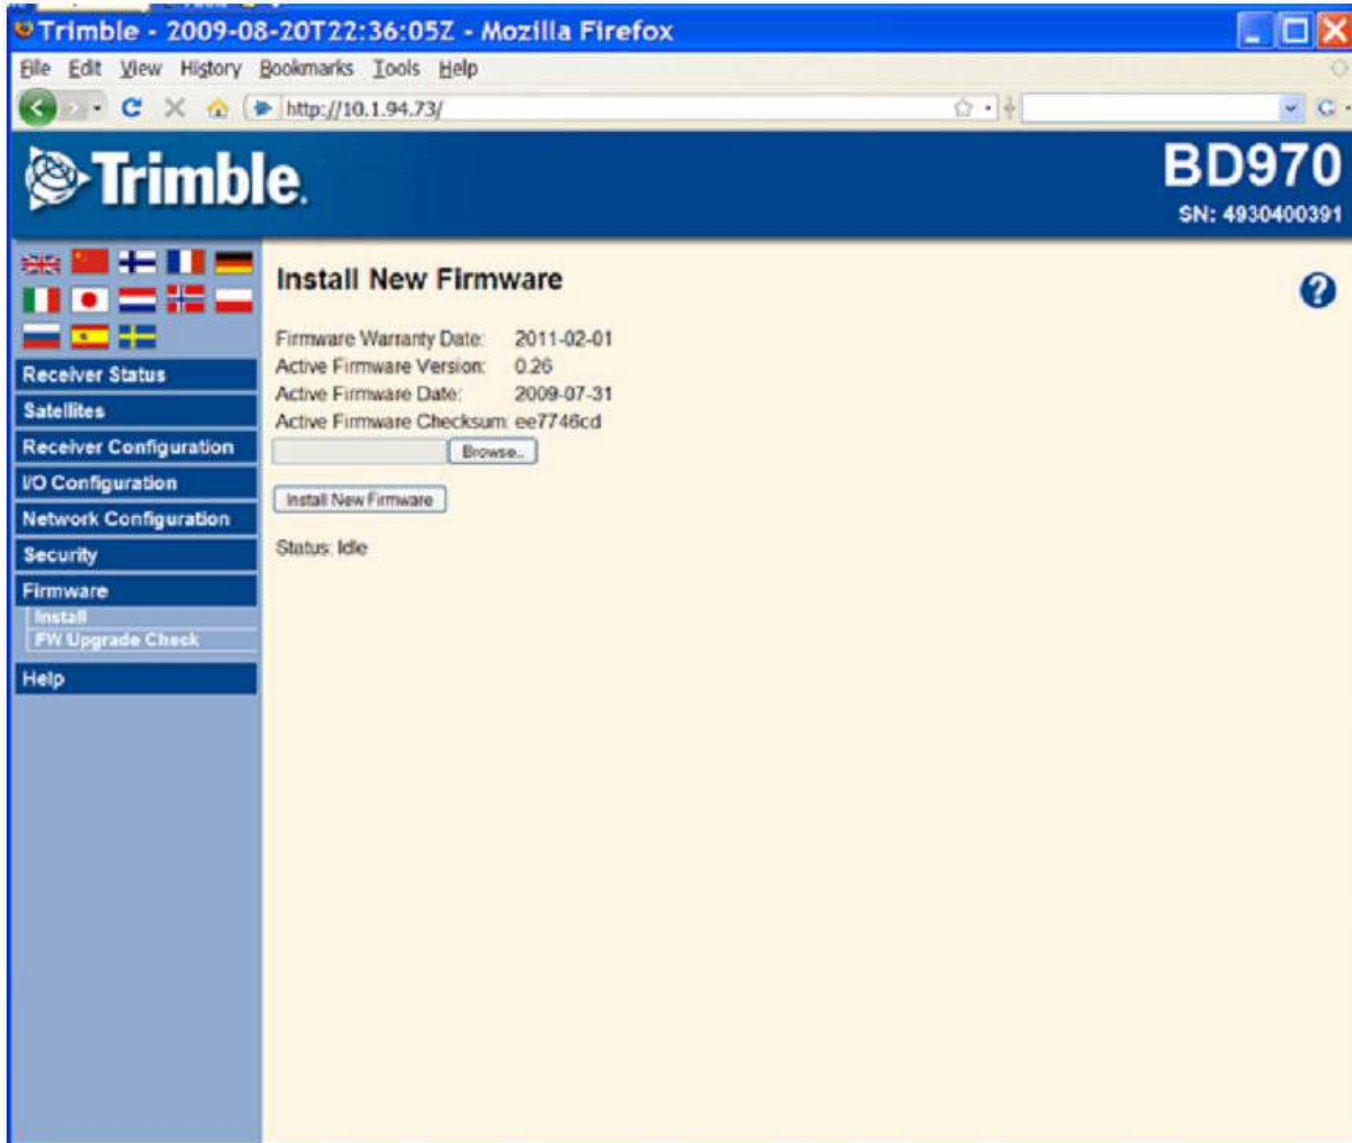 Trimble - 2009-08-20T22:36:05Z - Mozilla Firefox
File Edit View History Bookmarks Tools Help
http://10.1.94.73/
Trimble.
BD970
SN: 4930400391
Install New Firmware
Firmware Warranty Date: 2011-02-01
Active Firmware Version: 0.26
Active Firmware Date: 2009-07-31
Active Firmware Checksum: ee7746cd
Browse..
Install New Firmware
Status: Idle
Receiver Status
Satellites
Receiver Configuration
I/O Configuration
Network Configuration
Security
Firmware
Install
FW Upgrade Check
Help